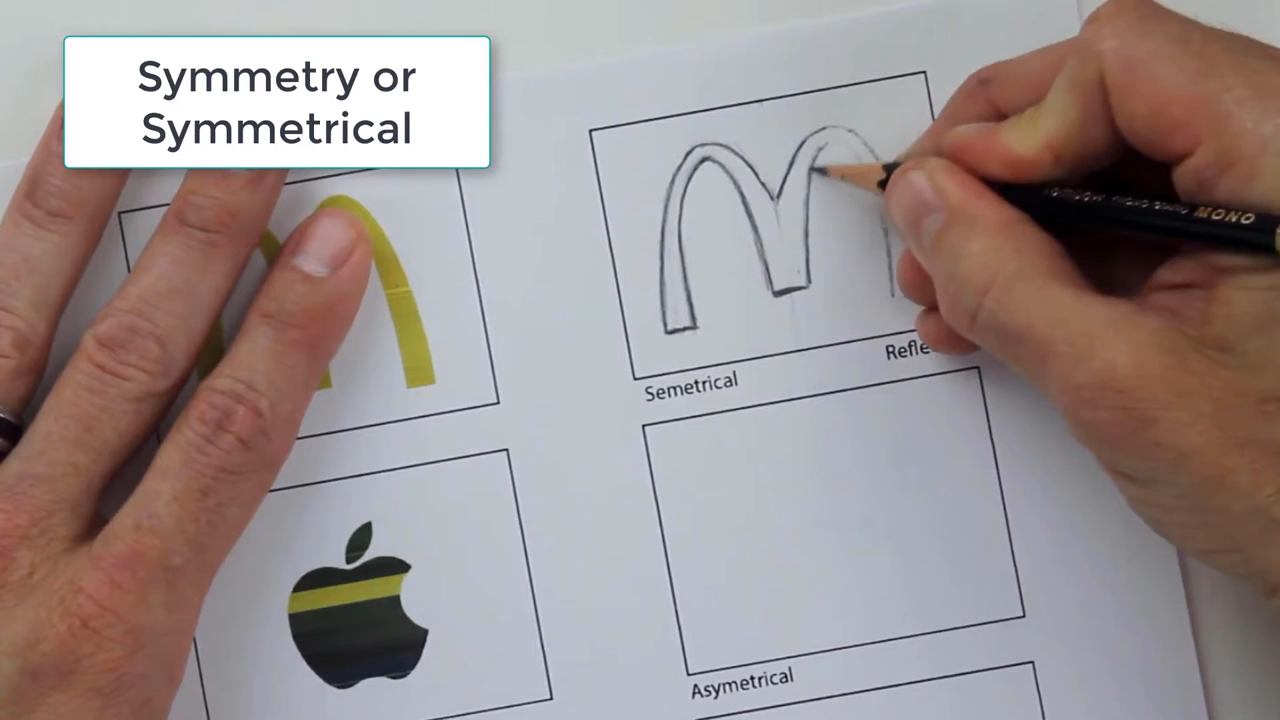 Symmetry or
Symmetrical
MONO
Semetrical
Refle
Asymetrical